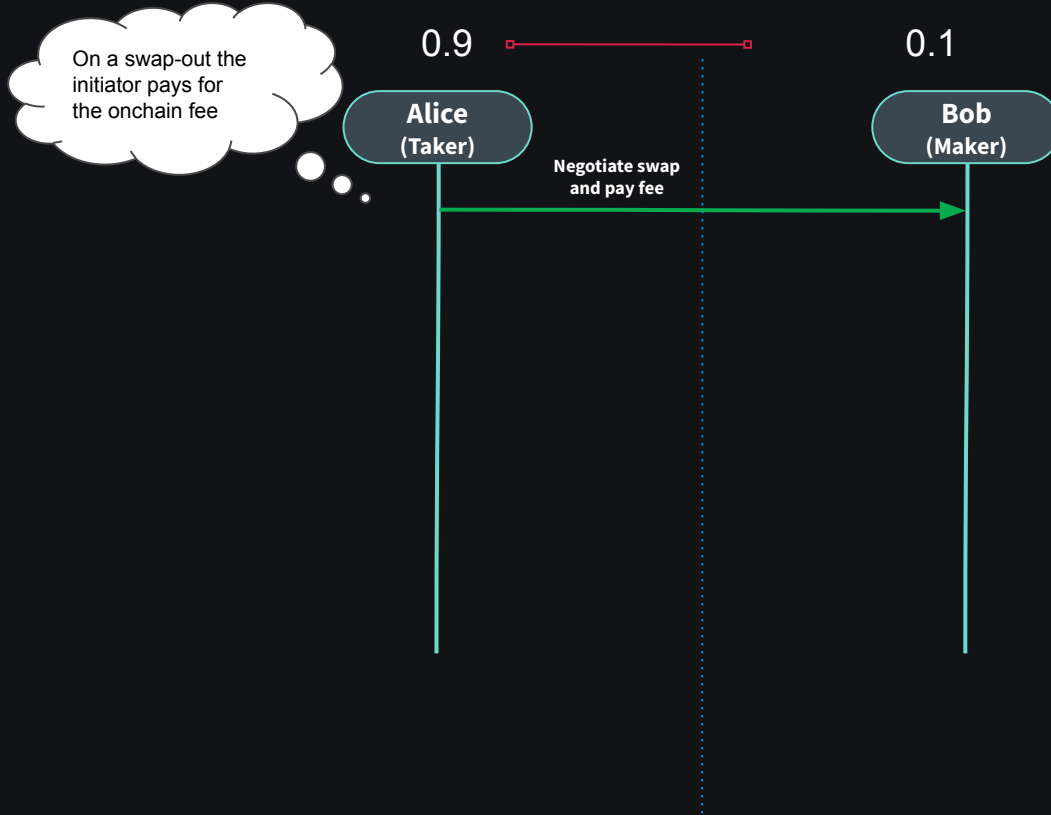 On a swap-out the
initiator pays for
the onchain fee
0.9
0.1
Alice
(Taker)
Bob
(Maker)
Negotiate swap
and pay fee